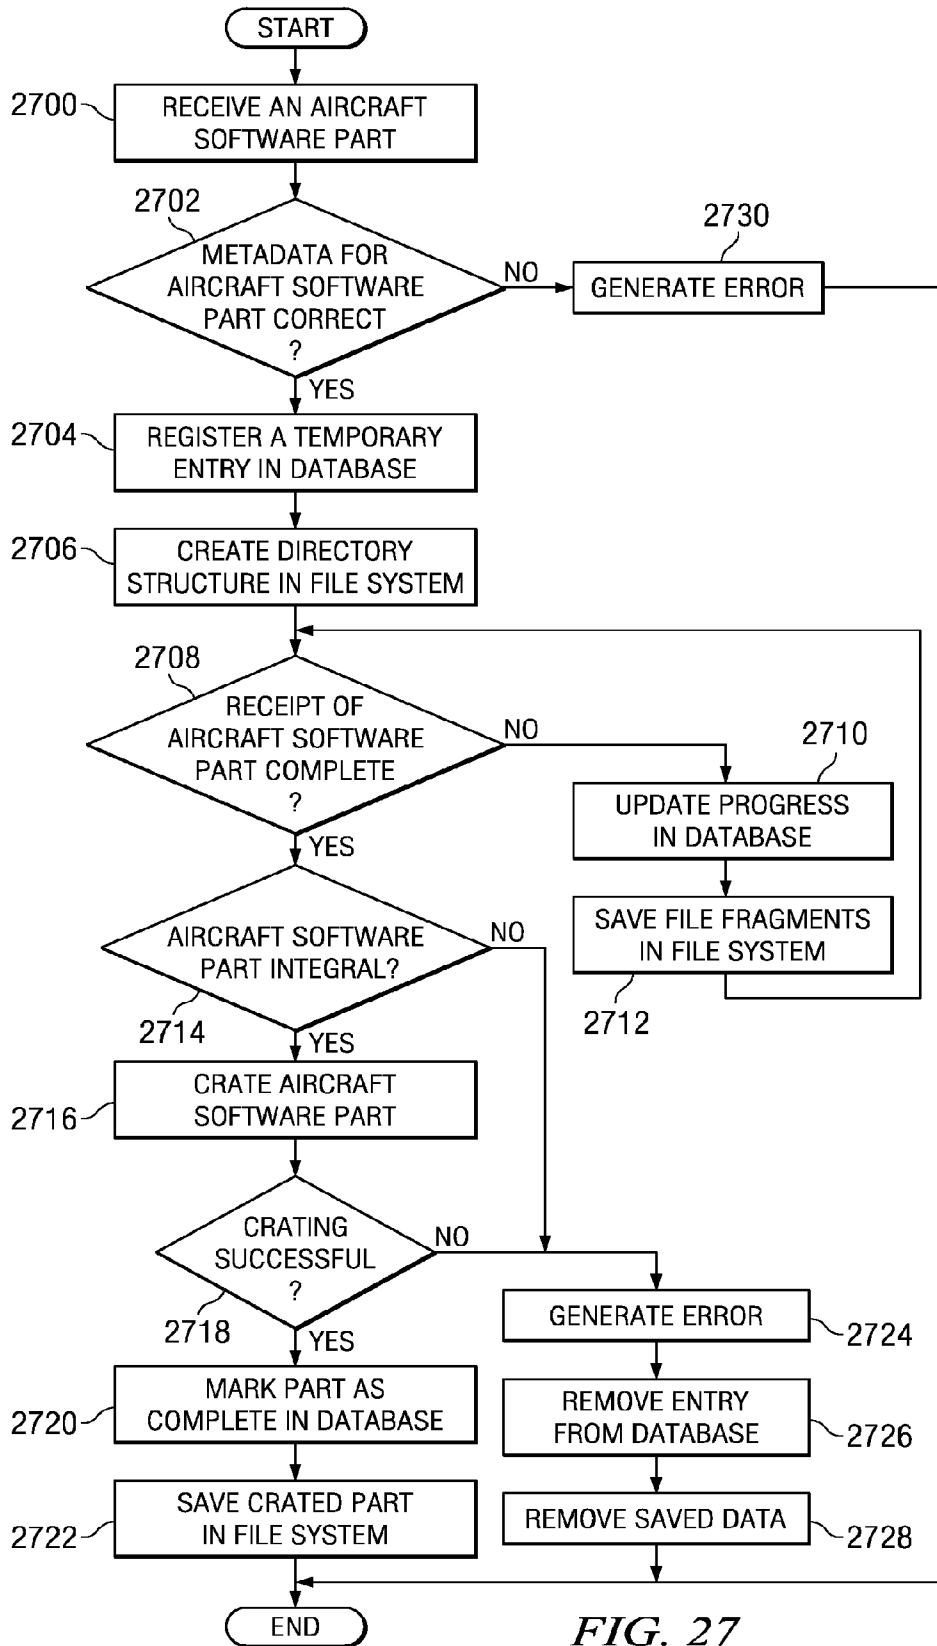 START
2700
RECEIVE AN AIRCRAFT
SOFTWARE PART
2702
METADATA FOR
AIRCRAFT SOFTWARE
PART CORRECT
?
NO
2730
GENERATE ERROR
YES
2704
REGISTER A TEMPORARY
ENTRY IN DATABASE
2706
CREATE DIRECTORY
STRUCTURE IN FILE SYSTEM
2708
RECEIPT OF
AIRCRAFT SOFTWARE
PART COMPLETE
?
NO
2710
UPDATE PROGRESS
IN DATABASE
SAVE FILE FRAGMENTS
IN FILE SYSTEM
2712
YES
AIRCRAFT SOFTWARE
PART INTEGRAL?
NO
2714
YES
2716
CRATE AIRCRAFT
SOFTWARE PART
CRATING
SUCCESSFUL
?
NO
2718
YES
GENERATE ERROR
2724
2720
MARK PART AS
COMPLETE IN DATABASE
REMOVE ENTRY
FROM DATABASE
2726
2722
SAVE CRATED PART
IN FILE SYSTEM
REMOVE SAVED DATA
2728
END
FIG. 27